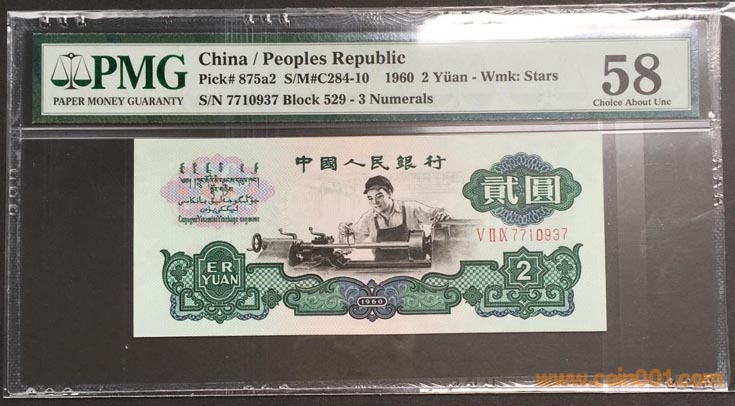 PMG
PAPER MONEY GUARANTY
China / Peoples Republic
Pick# 875a2 S/M#C284-10 1960 2 Yüan - Wmk: Stars
S/N 7710937 Block 529 - 3 Numerals
58
Choice About Unc
中國人民銀行
貳圓
V II IX 7710937
ER
YUAN
1960
2
www.coin001.com